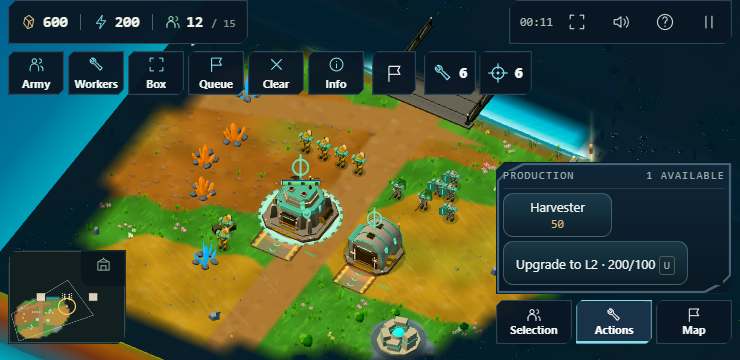 600
200
12 / 15
00:11
Army
Workers
Box
Queue
Clear
Info
6
6
PRODUCTION
1 AVAILABLE
Harvester
50
Upgrade to L2 · 200/100 U
Selection
Actions
Map